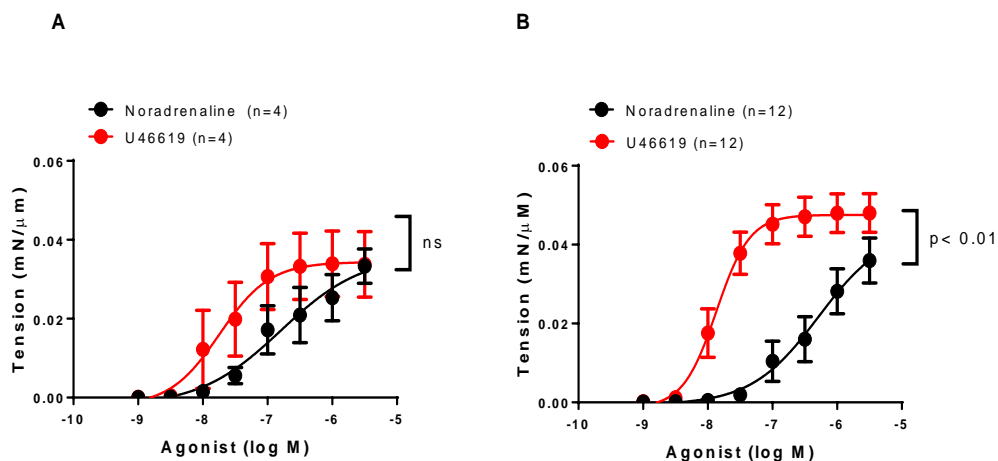 A
Noradrenaline (n=4)
U46619 (n=4)
Tension (mN/μm)
0.06
0.04
0.02
0.00
ns
-10 -9 -8 -7 -6 -5
Agonist (log M)
B
Noradrenaline (n=12)
U46619 (n=12)
Tension (mN/μM)
0.06
0.04
0.02
0.00
p< 0.01
-10 -9 -8 -7 -6 -5
Agonist (log M)